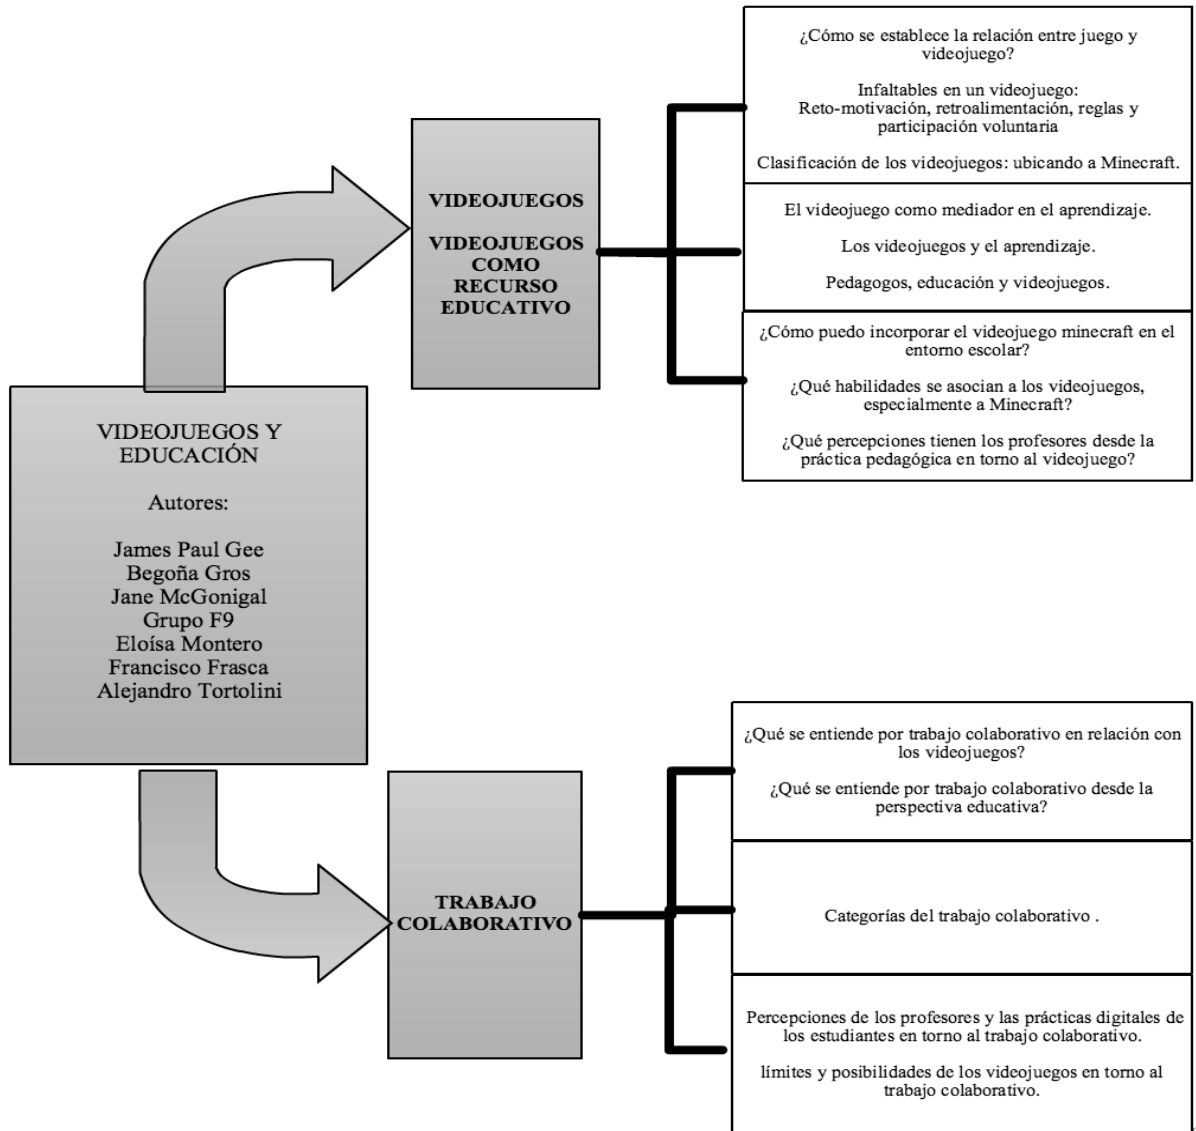 VIDEOJUEGOS Y
EDUCACIÓN
Autores:
James Paul Gee
Begoña Gros
Jane McGonigal
Grupo F9
Eloísa Montero
Francisco Frasca
Alejandro Tortolini
VIDEOJUEGOS
VIDEOJUEGOS
COMO
RECURSO
EDUCATIVO
¿Cómo se establece la relación entre juego y
videojuego?
Infaltables en un videojuego:
Reto-motivación, retroalimentación, reglas y
participación voluntaria
Clasificación de los videojuegos: ubicando a Minecraft.
El videojuego como mediador en el aprendizaje.
Los videojuegos y el aprendizaje.
Pedagogos, educación y videojuegos.
¿Cómo puedo incorporar el videojuego minecraft en el
entorno escolar?
¿Qué habilidades se asocian a los videojuegos,
especialmente a Minecraft?
¿Qué percepciones tienen los profesores desde la
práctica pedagógica en torno al videojuego?
TRABAJO
COLABORATIVO
¿Qué se entiende por trabajo colaborativo en relación con
los videojuegos?
¿Qué se entiende por trabajo colaborativo desde la
perspectiva educativa?
Categorías del trabajo colaborativo .
Percepciones de los profesores y las prácticas digitales de
los estudiantes en torno al trabajo colaborativo.
límites y posibilidades de los videojuegos en torno al
trabajo colaborativo.